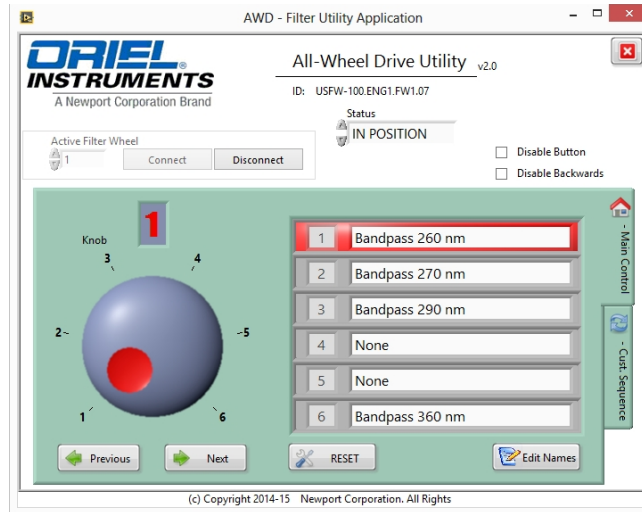 AWD - Filter Utility Application
ORIEL®
INSTRUMENTS
A Newport Corporation Brand
All-Wheel Drive Utility v2.0
ID: USFW-100.ENG1.FW1.07
Status
IN POSITION
Active Filter Wheel
1
Connect
Disconnect
Disable Button
Disable Backwards
1
Knob
3
4
2
5
1
6
1 Bandpass 260 nm
2 Bandpass 270 nm
3 Bandpass 290 nm
4 None
5 None
6 Bandpass 360 nm
Previous
Next
RESET
Edit Names
- Main Control
- Cust. Sequence
(c) Copyright 2014-15 Newport Corporation. All Rights